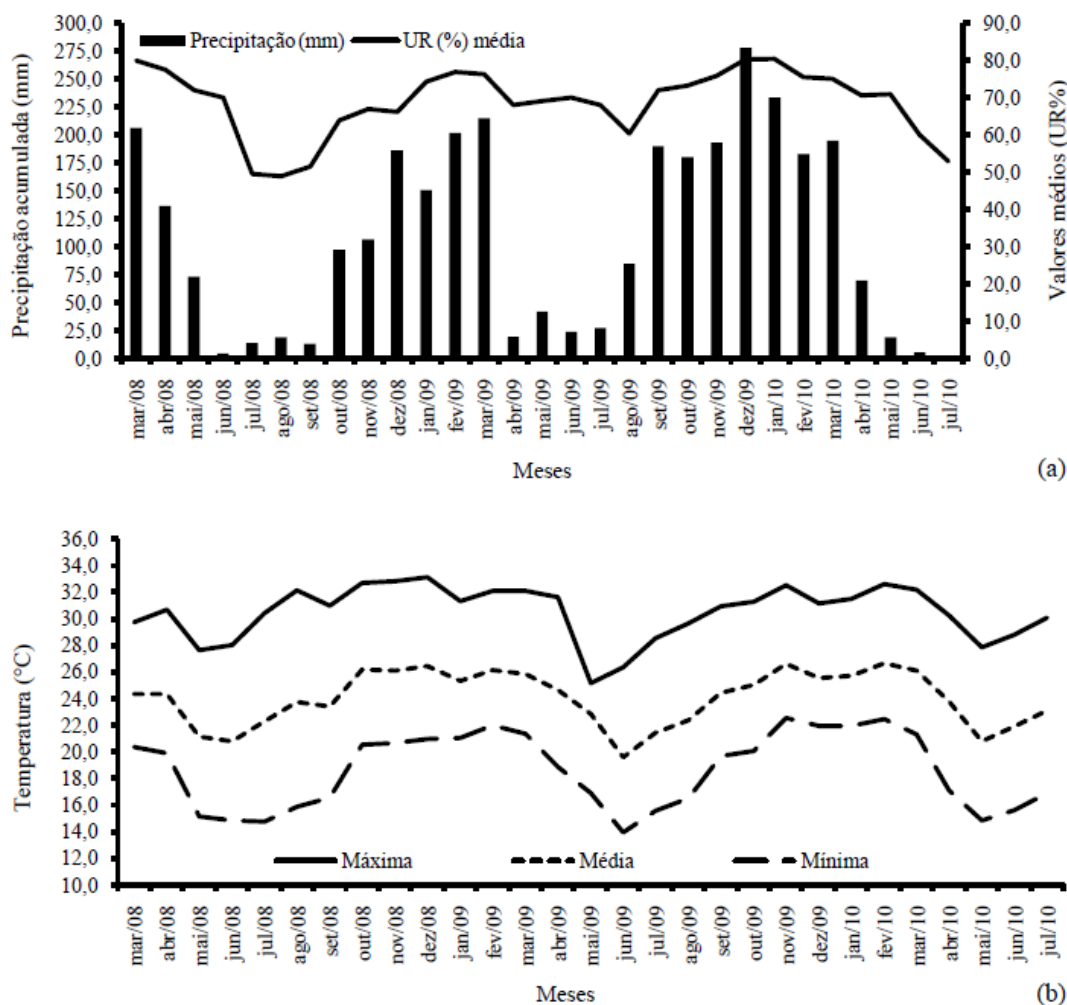 Precipitação (mm) UR (%) média
Precipitação acumulada (mm)
300,0
275,0
250,0
225,0
200,0
175,0
150,0
125,0
100,0
75,0
50,0
25,0
0,0
90,0
80,0
70,0
60,0
50,0
40,0
30,0
20,0
10,0
0,0
Valores médios (UR%)
mar/08
abr/08
mai/08
jun/08
jul/08
ago/08
set/08
out/08
nov/08
dez/08
jan/09
fev/09
mar/09
abr/09
mai/09
jun/09
jul/09
ago/09
set/09
out/09
nov/09
dez/09
jan/10
fev/10
mar/10
abr/10
mai/10
jun/10
jul/10
Meses
(a)
Temperatura (°C)
36,0
34,0
32,0
30,0
28,0
26,0
24,0
22,0
20,0
18,0
16,0
14,0
12,0
10,0
Máxima Média Mínima
mar/08
abr/08
mai/08
jun/08
jul/08
ago/08
set/08
out/08
nov/08
dez/08
jan/09
fev/09
mar/09
abr/09
mai/09
jun/09
jul/09
ago/09
set/09
out/09
nov/09
dez/09
jan/10
fev/10
mar/10
abr/10
mai/10
jun/10
jul/10
Meses
(b)